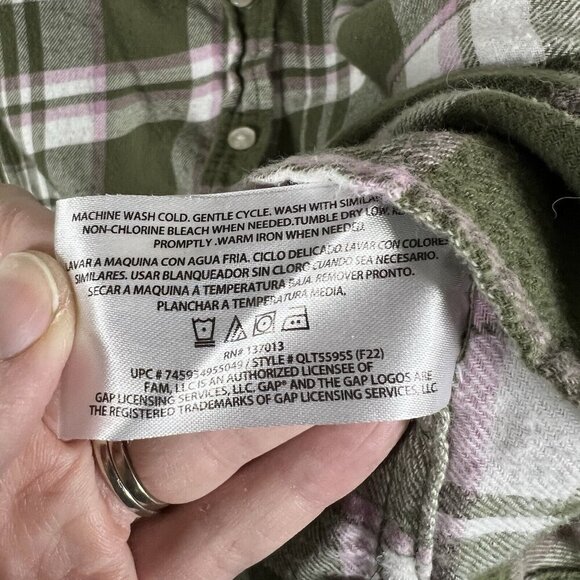 MACHINE WASH COLD. GENTLE CYCLE. WASH WITH SIMILAR
NON-CHLORINE BLEACH WHEN NEEDED.TUMBLE DRY LOW.
PROMPTLY .WARM IRON WHEN NEEDED.
LAVAR A MAQUINA CON AGUA FRIA. CICLO DELICADO.LAVAR CON COLORES
SIMILARES. USAR BLANQUEADOR SIN CLORO CUANDO SEA NECESARIO.
SECAR A MAQUINA A TEMPERATURA BAJA. REMOVER PRONTO.
PLANCHAR A TEMPERATURA MEDIA.
RN# 137013
UPC # 745934955049 / STYLE # QLT55955 (F22)
FAM, LLC IS AN AUTHORIZED LICENSEE OF
GAP LICENSING SERVICES, LLC. GAP® AND THE GAP LOGOS ARE
THE REGISTERED TRADEMARKS OF GAP LICENSING SERVICES, LLC